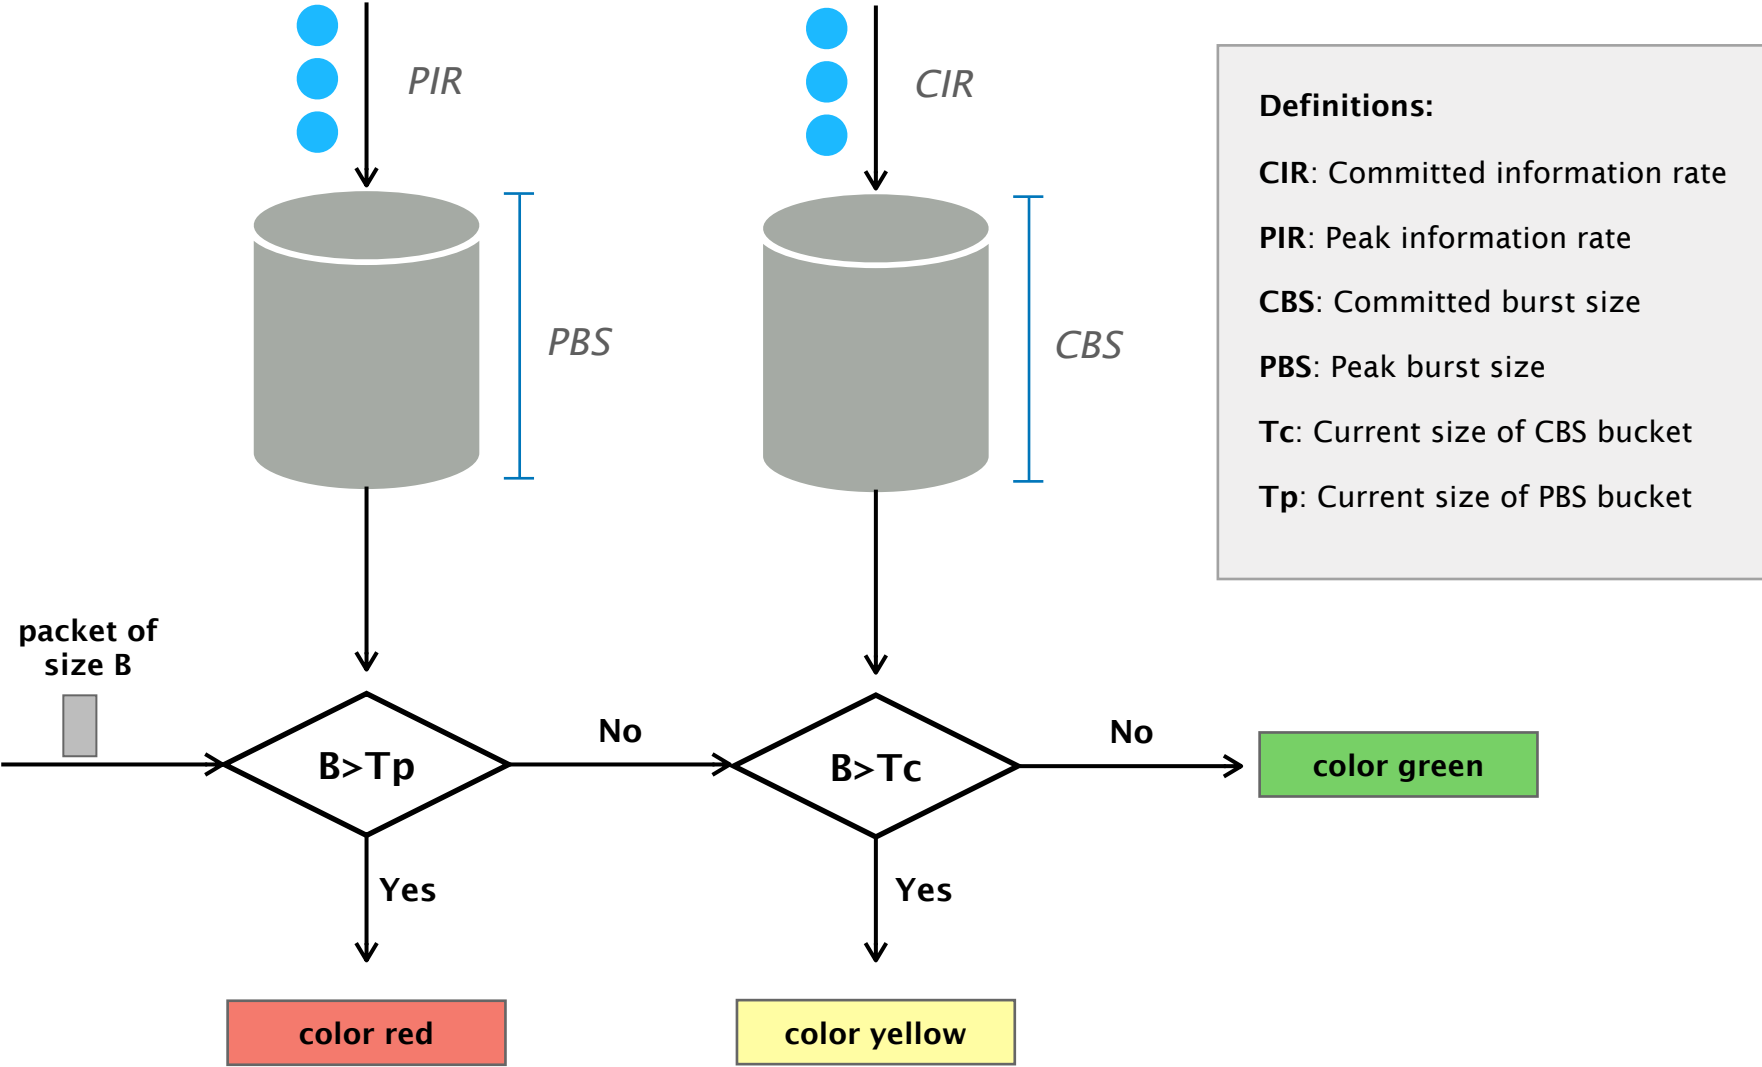 PIR
CIR
PBS
CBS
Definitions:
CIR: Committed information rate
PIR: Peak information rate
CBS: Committed burst size
PBS: Peak burst size
Tc: Current size of CBS bucket
Tp: Current size of PBS bucket
packet of
size B
B>Tp
No
B>Tc
No
color green
Yes
Yes
color red
color yellow